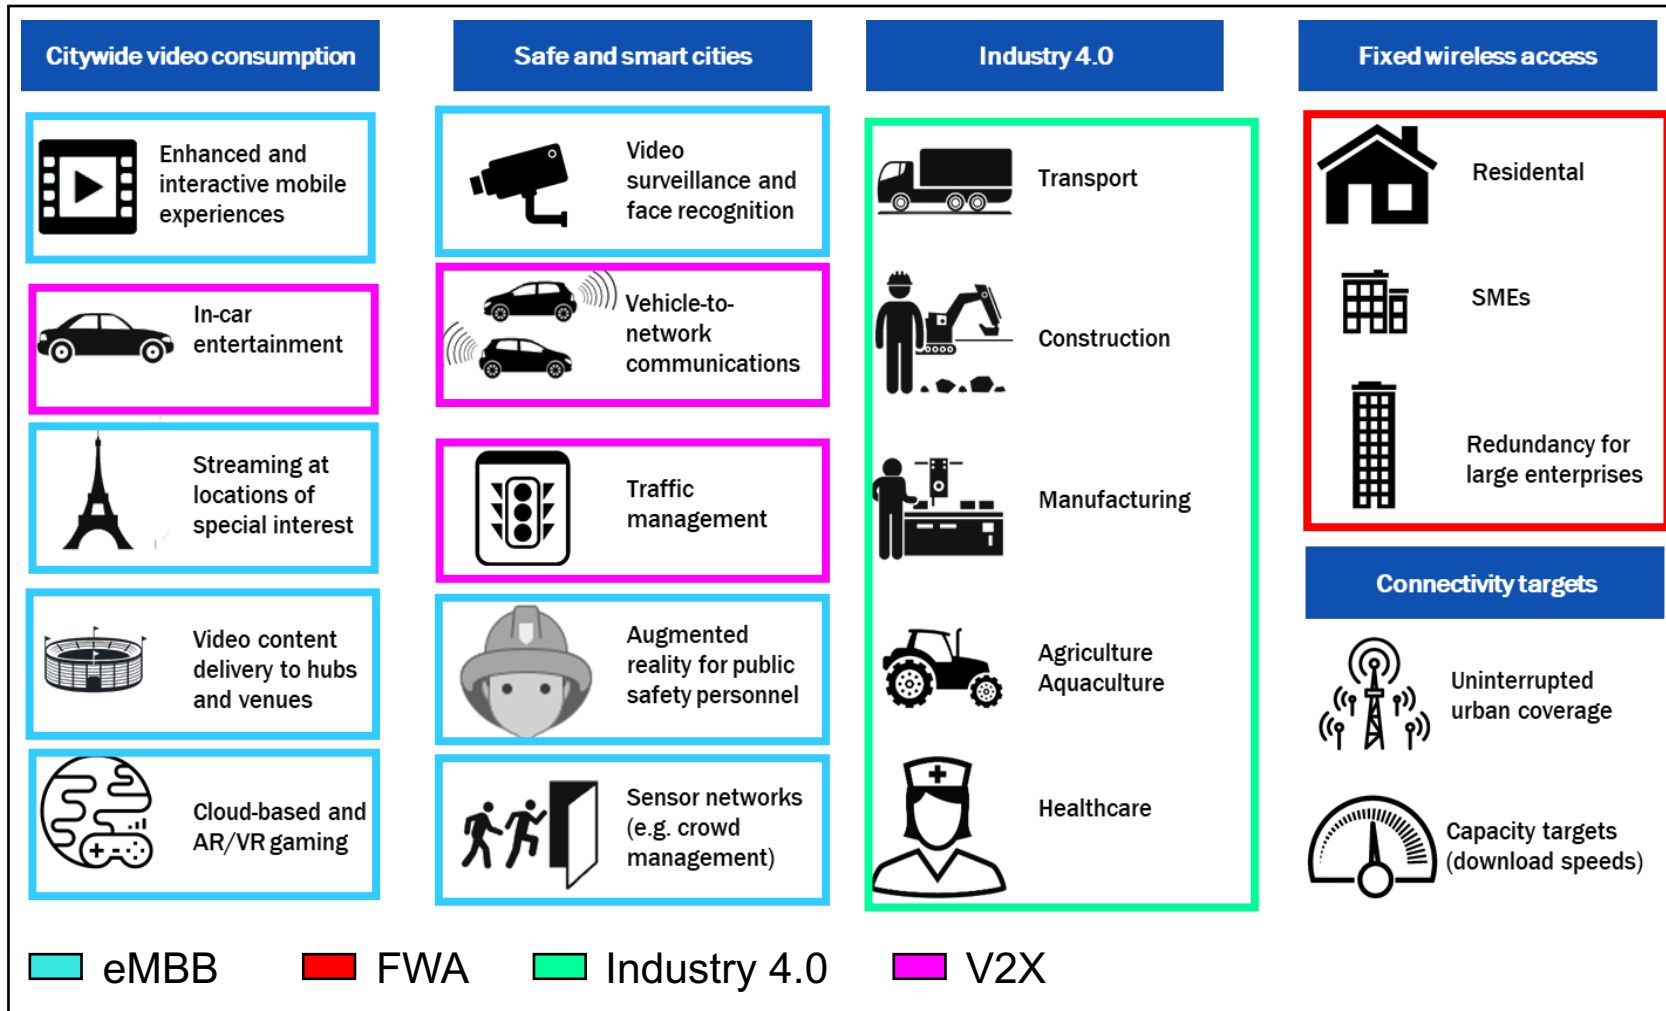 Citywide video consumption
Enhanced and
interactive mobile
experiences
In-car
entertainment
Streaming at
locations of
special interest
Video content
delivery to hubs
and venues
Cloud-based and
AR/VR gaming
Safe and smart cities
Video
surveillance and
face recognition
Vehicle-to-
network
communications
Traffic
management
Augmented
reality for public
safety personnel
Sensor networks
(e.g. crowd
management)
Industry 4.0
Transport
Construction
Manufacturing
Agriculture
Aquaculture
Healthcare
Fixed wireless access
Residental
SMEs
Redundancy for
large enterprises
Connectivity targets
Uninterrupted
urban coverage
Capacity targets
(download speeds)
eMBB
FWA
Industry 4.0
V2X